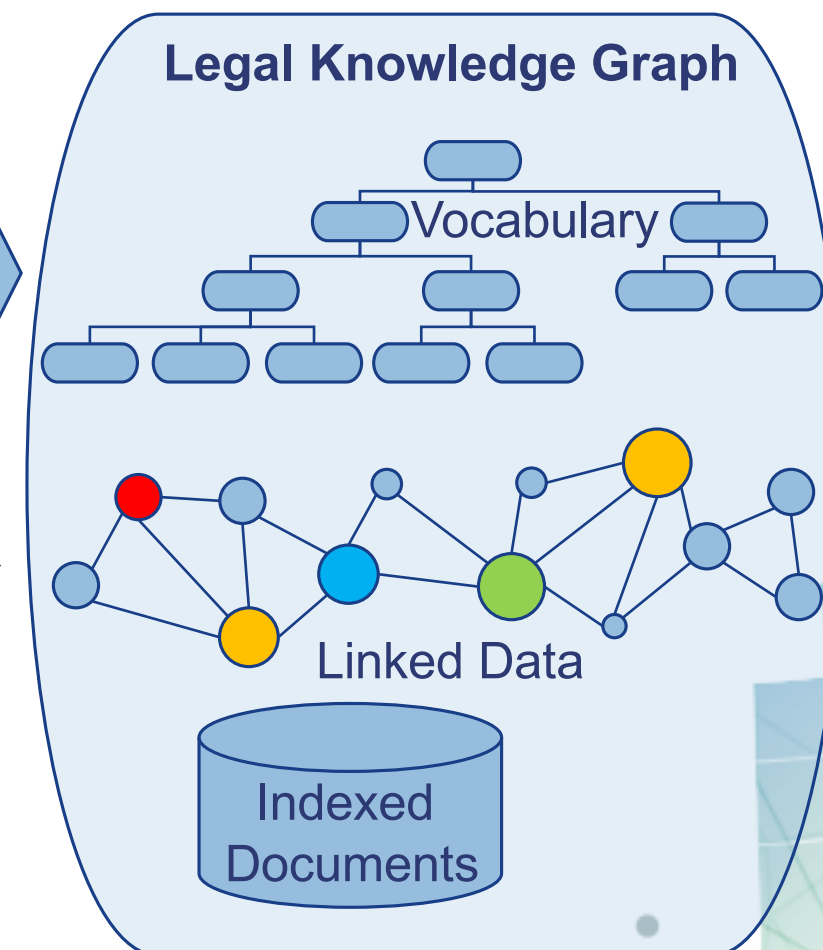 Legal Knowledge Graph
Vocabulary
Linked Data
Indexed
Documents